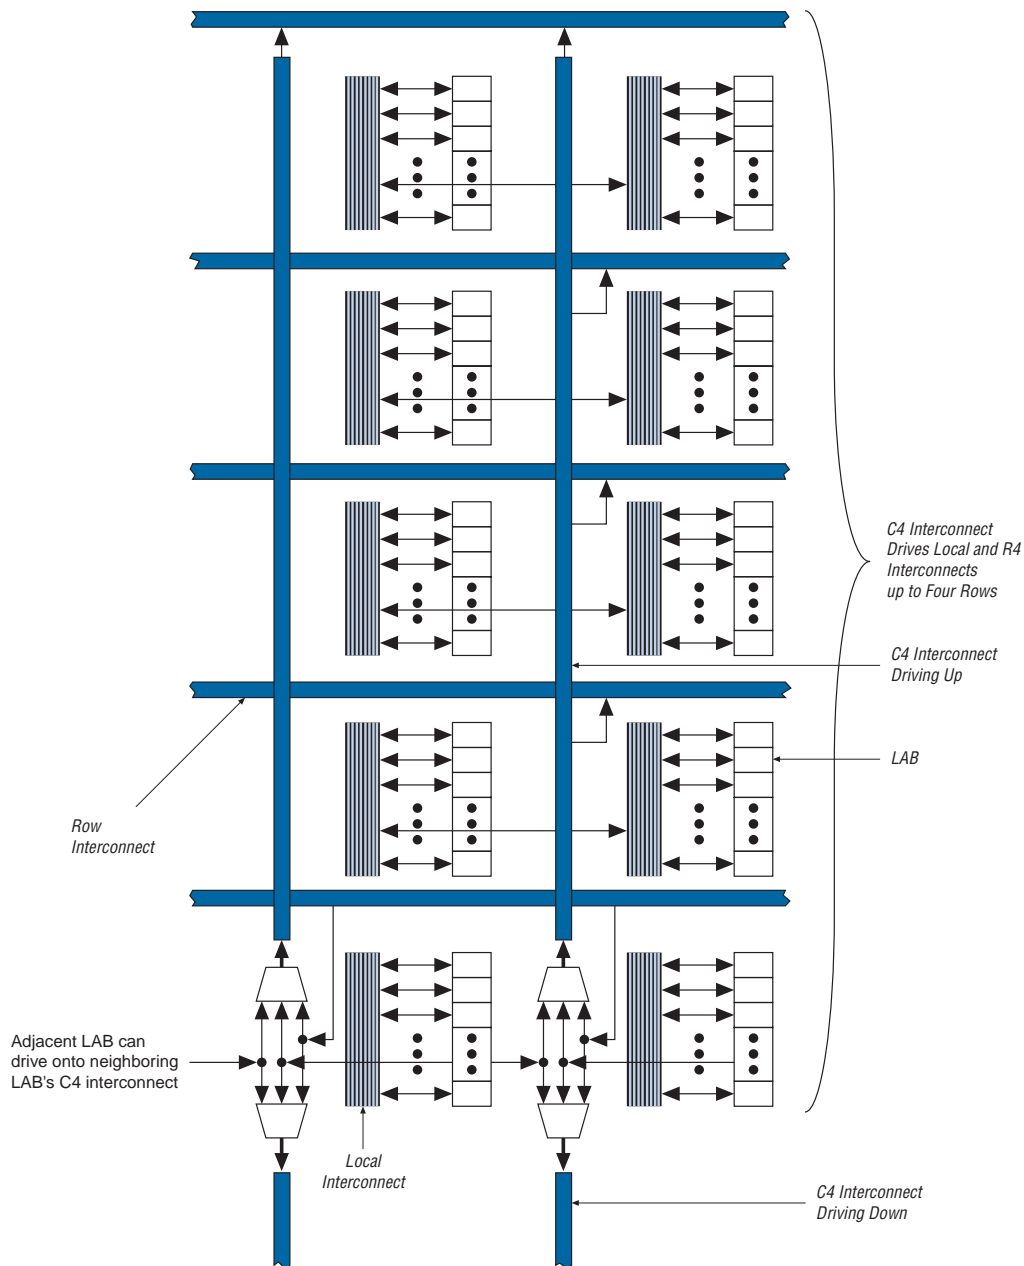 C4 Interconnect
Drives Local and R4
Interconnects
up to Four Rows
C4 Interconnect
Driving Up
LAB
Row
Interconnect
Adjacent LAB can
drive onto neighboring
LAB's C4 interconnect
Local
Interconnect
C4 Interconnect
Driving Down